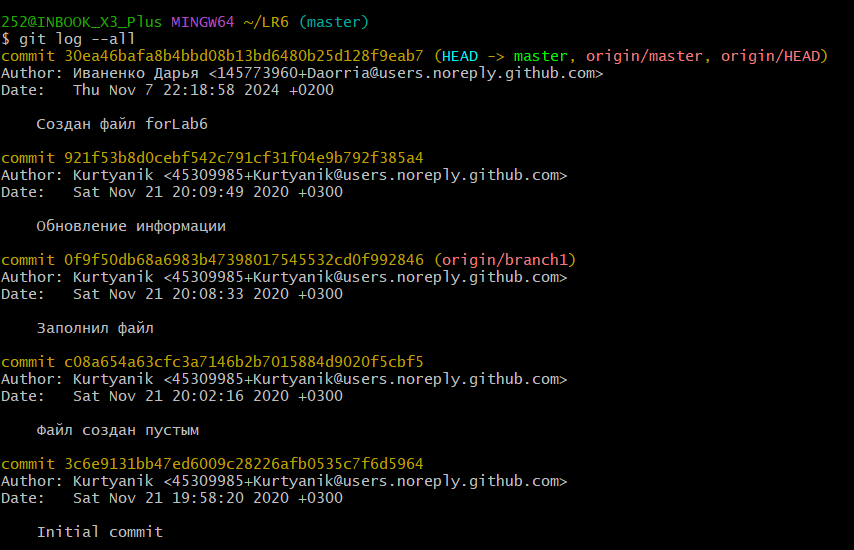 252@INBOOK_X3_Plus MINGW64 ~/LR6 (master)
$ git log --all
commit 30ea46bafa8b4bbd08b13bd6480b25d128f9eab7 (HEAD -> master, origin/master, origin/HEAD)
Author: Иваненко Дарья <145773960+Daorria@users.noreply.github.com>
Date:   Thu Nov 7 22:18:58 2024 +0200
    Создан файл forLab6
commit 921f53b8d0cebf542c791cf31f04e9b792f385a4
Author: Kurtyanik <45309985+Kurtyanik@users.noreply.github.com>
Date:   Sat Nov 21 20:09:49 2020 +0300
    Обновление информации
commit 0f9f50db68a6983b47398017545532cd0f992846 (origin/branch1)
Author: Kurtyanik <45309985+Kurtyanik@users.noreply.github.com>
Date:   Sat Nov 21 20:08:33 2020 +0300
    Заполнил файл
commit c08a654a63cfc3a7146b2b7015884d9020f5cbf5
Author: Kurtyanik <45309985+Kurtyanik@users.noreply.github.com>
Date:   Sat Nov 21 20:02:16 2020 +0300
    Файл создан пустым
commit 3c6e9131bb47ed6009c28226afb0535c7f6d5964
Author: Kurtyanik <45309985+Kurtyanik@users.noreply.github.com>
Date:   Sat Nov 21 19:58:20 2020 +0300
    Initial commit